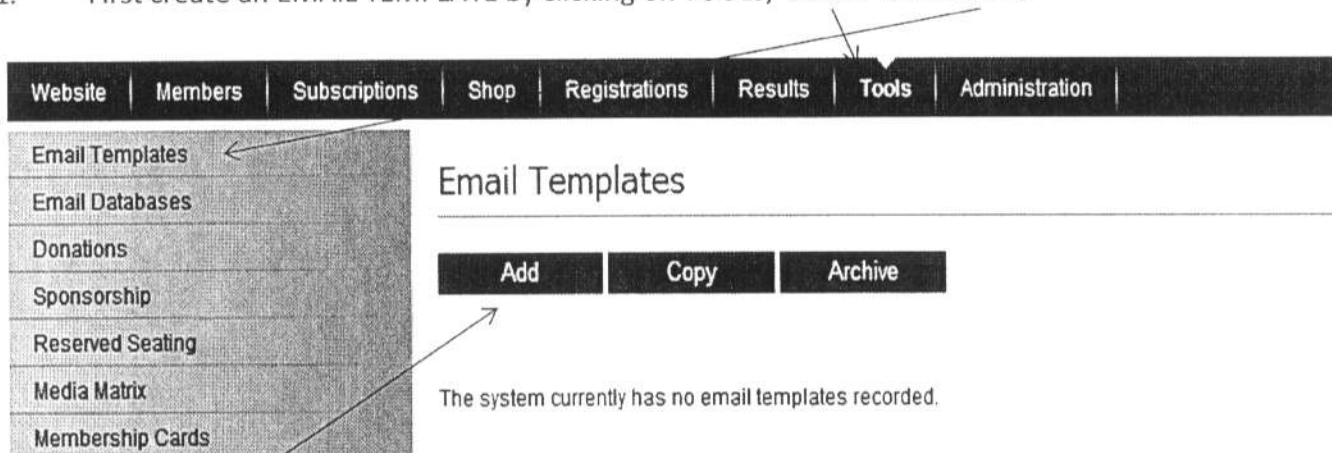 First create an EMAIL TEMPLATE by clicking on
Website Members Subscriptions Shop Registrations Results Tools Administration
Email Templates
Email Databases
Donations
Sponsorship
Reserved Seating
Media Matrix
Membership Cards
Email Templates
Add Copy Archive
The system currently has no email templates recorded.